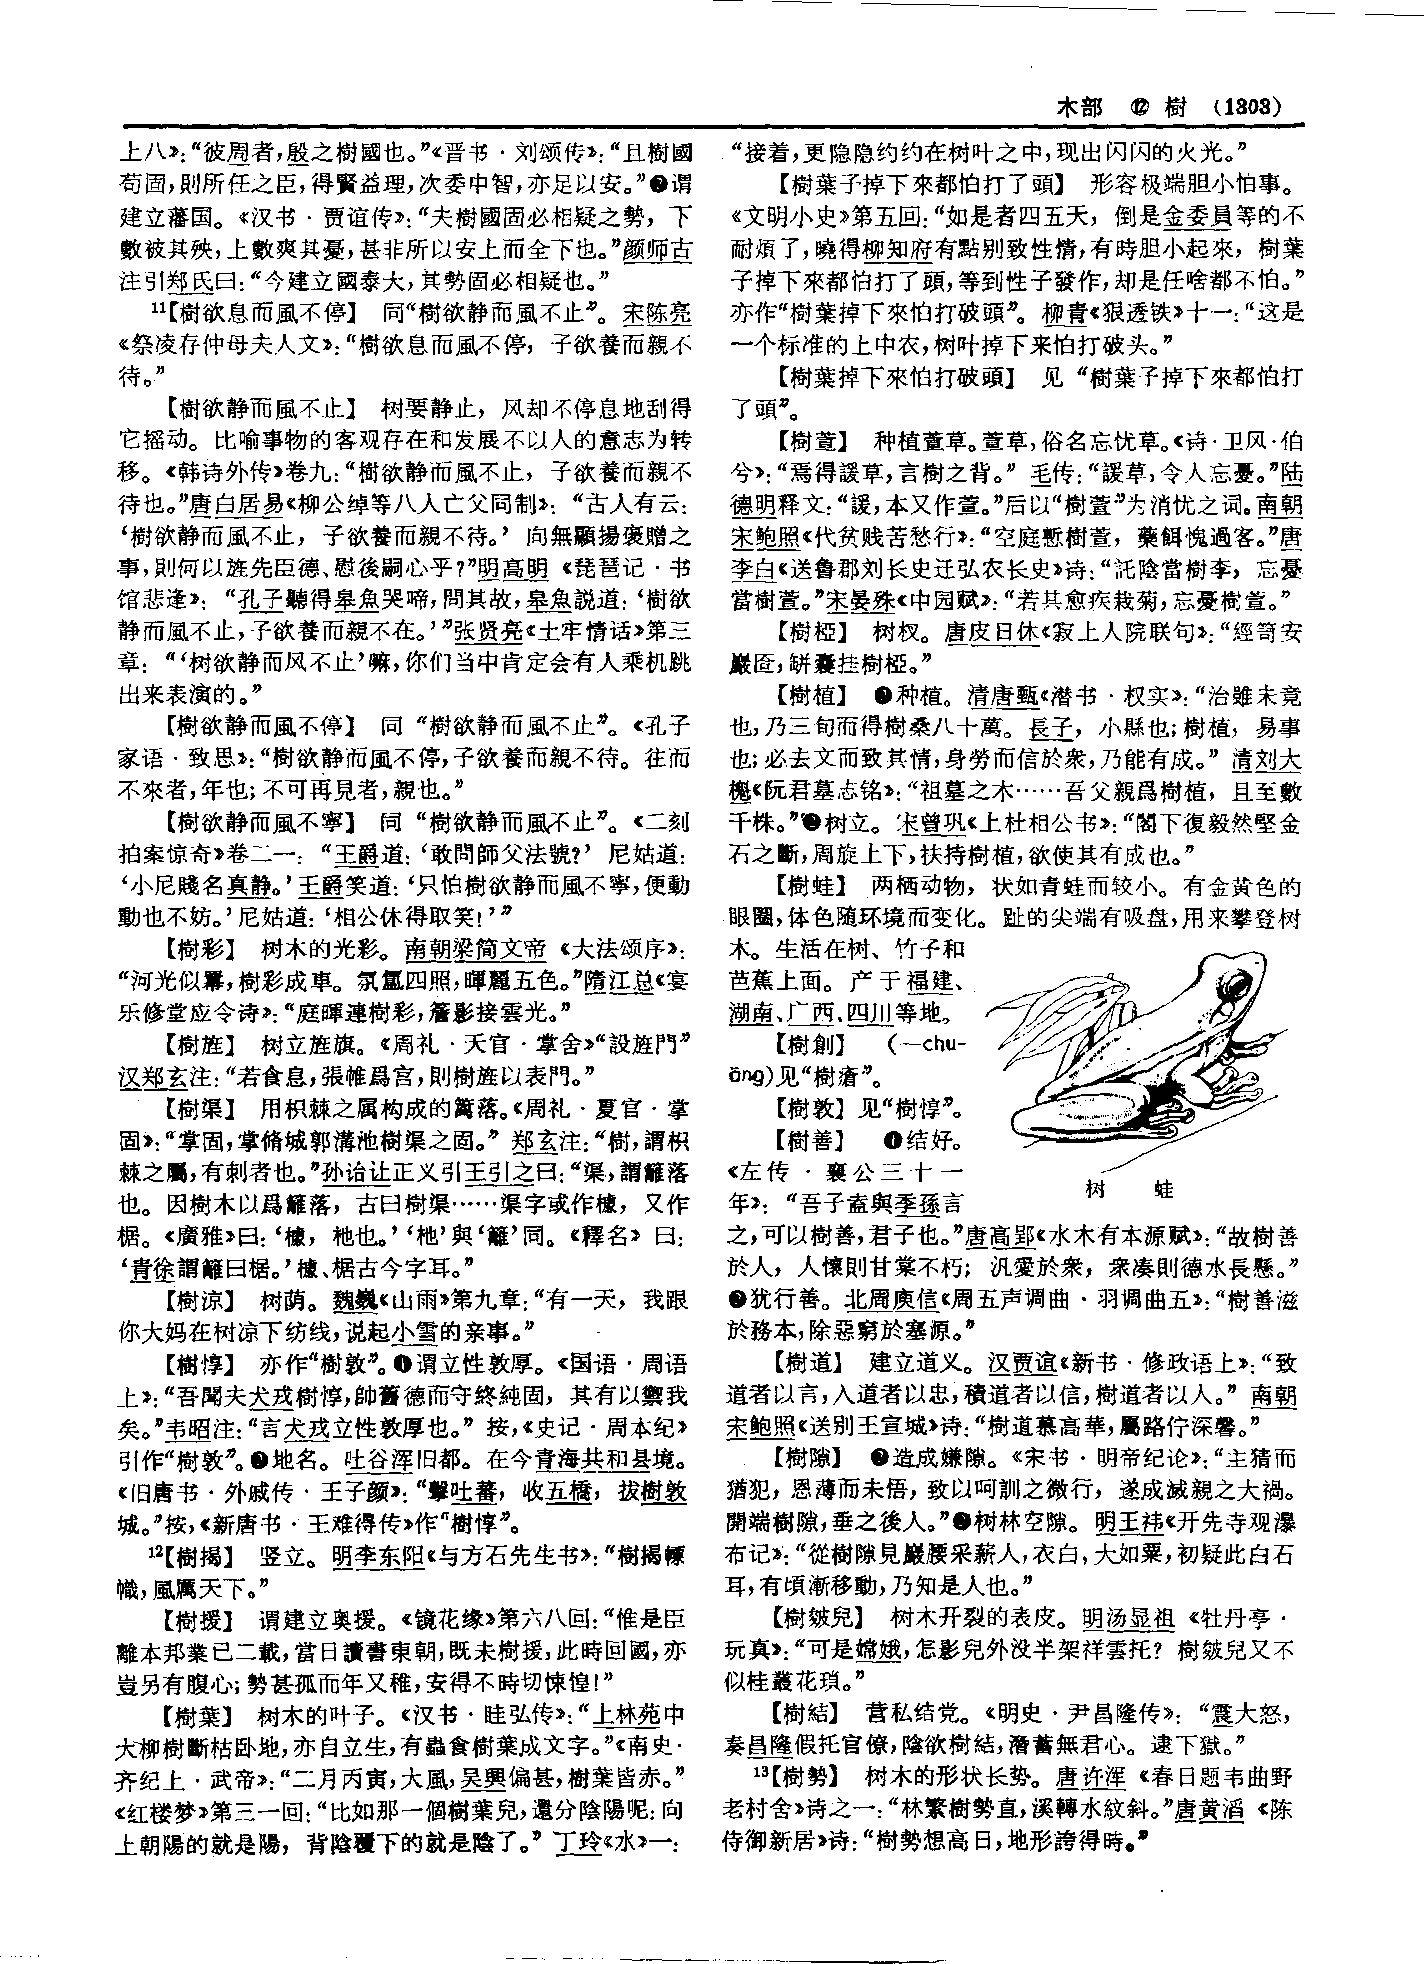 木部 ⑫ 樹 （1303）
上八》：“彼周者，殷之樹國也。”《晋书·刘颂传》：“且樹國
苟固，則所任之臣，得賢益理，次委中智，亦足以安。”❷谓
建立藩国。《汉书·贾谊传》：“夫樹國固必相疑之勢，下
數被其殃，上數爽其憂，甚非所以安上而全下也。”颜师古
注引郑氏曰：“今建立國泰大，其勢固必相疑也。”
11【樹欲息而風不停】 同“樹欲静而風不止”。宋陈亮
《祭凌存仲母夫人文》：“樹欲息而風不停，子欲養而親不
待。”
【樹欲静而風不止】 树要静止，风却不停息地刮得
它摇动。比喻事物的客观存在和发展不以人的意志为转
移。《韩诗外传》卷九：“樹欲静而風不止，子欲養而親不
待也。”唐白居易《柳公绰等八人亡父同制》：“古人有云：
‘樹欲静而風不止，子欲養而親不待。’向無顯揚褒贈之
事，則何以旌先臣德、慰後嗣心乎？”明高明《琵琶记·书
馆悲逢》：“孔子聽得皋魚哭啼，問其故，皋魚説道：‘樹欲
静而風不止，子欲養而親不在。’”张贤亮《土牢情话》第三
章：“‘树欲静而风不止’嘛，你们当中肯定会有人乘机跳
出来表演的。”
【樹欲静而風不停】 同“樹欲静而風不止”。《孔子
家语·致思》：“樹欲静而風不停，子欲養而親不待。往而
不來者，年也；不可再見者，親也。”
【樹欲静而風不寧】 同“樹欲静而風不止”。《二刻
拍案惊奇》卷二一：“王爵道：‘敢問師父法號？’尼姑道：
‘小尼賤名真静。’王爵笑道：‘只怕樹欲静而風不寧，便動
動也不妨。’尼姑道：‘相公休得取笑！’”
【樹彩】 树木的光彩。南朝梁简文帝《大法颂序》：
“河光似羃，樹彩成車。氛氲四照，暉麗五色。”隋江总《宴
乐修堂应令诗》：“庭暉連樹彩，簷影接雲光。”
【樹旌】 树立旌旗。《周礼·天官·掌舍》“設旌門”
汉郑玄注：“若食息，張帷爲宫，則樹旌以表門。”
【樹渠】 用枳棘之属构成的篱落。《周礼·夏官·掌
固》：“掌固，掌脩城郭溝池樹渠之固。”郑玄注：“樹，謂枳
棘之屬，有刺者也。”孙诒让正义引王引之曰：“渠，謂籬落
也。因樹木以爲籬落，古曰樹渠……渠字或作㯫，又作
椐。《廣雅》曰：‘㯫，杝也。’‘杝’與‘籬’同。《釋名》曰：
‘青徐謂籬曰椐。’㯫、椐古今字耳。”
【樹涼】 树荫。魏巍《山雨》第九章：“有一天，我跟
你大妈在树凉下纺线，说起小雪的亲事。”
【樹惇】 亦作“樹敦”。❶谓立性敦厚。《国语·周语
上》：“吾聞夫犬戎樹惇，帥舊德而守終純固，其有以禦我
矣。”韦昭注：“言犬戎立性敦厚也。”按，《史记·周本纪》
引作“樹敦”。❷地名。吐谷浑旧都。在今青海共和县境。
《旧唐书·外戚传·王子颜》：“擊吐蕃，收五橋，拔樹敦
城。”按，《新唐书·王难得传》作“樹惇”。
12【樹揭】 竖立。明李东阳《与方石先生书》：“樹揭幖
幟，風厲天下。”
【樹援】 谓建立奥援。《镜花缘》第六八回：“惟是臣
離本邦業已二載，當日讀書東朝，既未樹援，此時回國，亦
豈另有腹心；勢甚孤而年又稚，安得不時切悚惶！”
【樹葉】 树木的叶子。《汉书·眭弘传》：“上林苑中
大柳樹斷枯卧地，亦自立生，有蟲食樹葉成文字。”《南史·
齐纪上·武帝》：“二月丙寅，大風，吴興偏甚，樹葉皆赤。”
《红楼梦》第三一回：“比如那一個樹葉兒，還分陰陽呢：向
上朝陽的就是陽，背陰覆下的就是陰了。”丁玲《水》一：
“接着，更隐隐约约在树叶之中，现出闪闪的火光。”
【樹葉子掉下來都怕打了頭】 形容极端胆小怕事。
《文明小史》第五回：“如是者四五天，倒是金委員等的不
耐煩了，曉得柳知府有點别致性情，有時胆小起來，樹葉
子掉下來都怕打了頭，等到性子發作，却是任啥都不怕。”
亦作“樹葉掉下來怕打破頭”。柳青《狠透铁》十一：“这是
一个标准的上中农，树叶掉下来怕打破头。”
【樹葉掉下來怕打破頭】 见“樹葉子掉下來都怕打
了頭”。
【樹萱】 种植萱草。萱草，俗名忘忧草。《诗·卫风·伯
兮》：“焉得諼草，言樹之背。”毛传：“諼草，令人忘憂。”陆
德明释文：“諼，本又作萱。”后以“樹萱”为消忧之词。南朝
宋鲍照《代贫贱苦愁行》：“空庭慙樹萱，藥餌愧過客。”唐
李白《送鲁郡刘长史迁弘农长史》诗：“託陰當樹李，忘憂
當樹萱。”宋晏殊《中园赋》：“若其愈疾栽菊，忘憂樹萱。”
【樹椏】 树杈。唐皮日休《寂上人院联句》：“經笥安
巖匼，缾囊挂樹椏。”
【樹植】 ❶种植。清唐甄《潜书·权实》：“治雖未竟
也，乃三旬而得樹桑八十萬。長子，小縣也；樹植，易事
也；必去文而致其情，身勞而信於衆，乃能有成。”清刘大
櫆《阮君墓志铭》：“祖墓之木……吾父親爲樹植，且至數
千株。”❷树立。宋曾巩《上杜相公书》：“閣下復毅然堅金
石之斷，周旋上下，扶持樹植，欲使其有成也。”
【樹蛙】 两栖动物，状如青蛙而较小。有金黄色的
眼圈，体色随环境而变化。趾的尖端有吸盘，用来攀登树
木。生活在树、竹子和
芭蕉上面。产于福建、
湖南、广西、四川等地。
【樹創】 （—chu-
āng）见“樹瘡”。
【樹敦】见“樹惇”。
【樹善】 ❶结好。
《左传·襄公三十一
年》：“吾子盍與季孫言
树 蛙
之，可以樹善，君子也。”唐高郢《水木有本源赋》：“故樹善
於人，人懷則甘棠不朽；汎愛於衆，衆凑則德水長懸。”
❷犹行善。北周庾信《周五声调曲·羽调曲五》：“樹善滋
於務本，除惡窮於塞源。”
【樹道】 建立道义。汉贾谊《新书·修政语上》：“致
道者以言，入道者以忠，積道者以信，樹道者以人。”南朝
宋鲍照《送别王宣城》诗：“樹道慕高華，屬路佇深馨。”
【樹隙】 ❶造成嫌隙。《宋书·明帝纪论》：“主猜而
猶犯，恩薄而未悟，致以呵訓之微行，遂成滅親之大禍。
開端樹隙，垂之後人。”❷树林空隙。明王祎《开先寺观瀑
布记》：“從樹隙見巖腰采薪人，衣白，大如粟，初疑此白石
耳，有頃漸移動，乃知是人也。”
【樹皴兒】 树木开裂的表皮。明汤显祖《牡丹亭·
玩真》：“可是嫦娥，怎影兒外没半架祥雲托？樹皴兒又不
似桂叢花瑣。”
【樹結】 营私结党。《明史·尹昌隆传》：“震大怒，
奏昌隆假托官僚，陰欲樹結，潛蓄無君心。逮下獄。”
13【樹勢】 树木的形状长势。唐许浑《春日题韦曲野
老村舍》诗之一：“林繁樹勢直，溪轉水紋斜。”唐黄滔《陈
侍御新居》诗：“樹勢想高日，地形誇得時。”